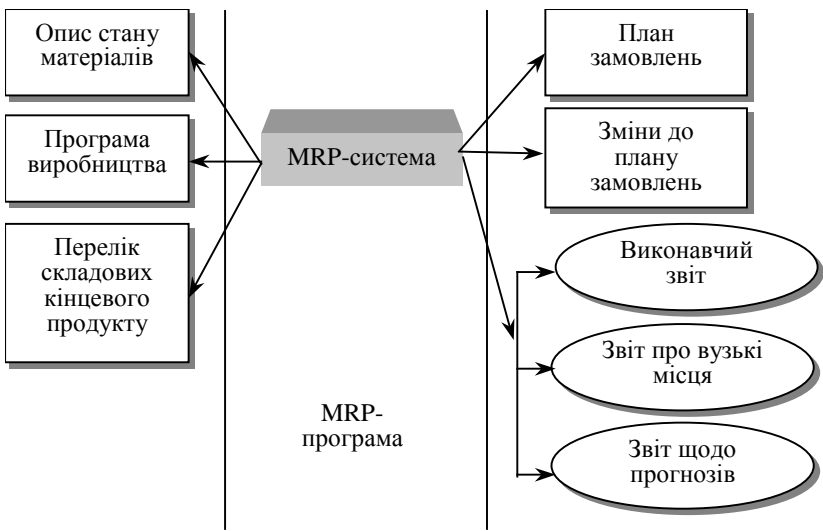 Опис стану
матеріалів
Програма
виробництва
Перелік
складових
кінцевого
продукту
MRP-система
MRP-
програма
План
замовлень
Зміни до
плану
замовлень
Виконавчий
звіт
Звіт про вузькі
місця
Звіт щодо
прогнозів